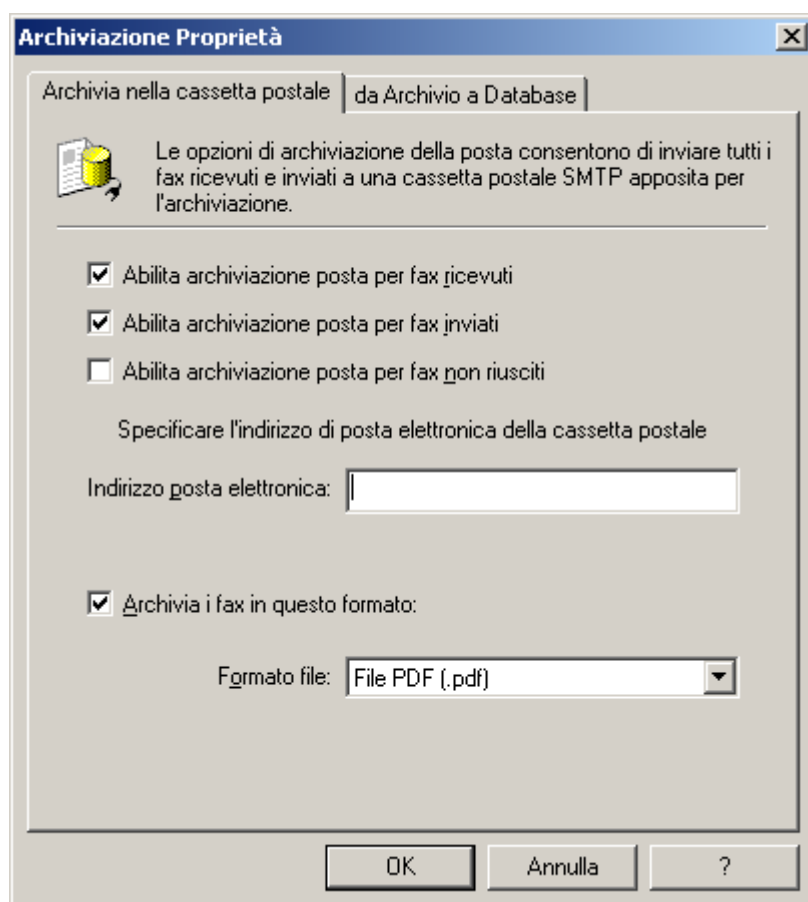 Archiviazione Proprietà
Archivia nella cassetta postale
da Archivio a Database
Le opzioni di archiviazione della posta consentono di inviare tutti i
fax ricevuti e inviati a una cassetta postale SMTP apposita per
l'archiviazione.
Abilita archiviazione posta per fax ricevuti
Abilita archiviazione posta per fax inviati
Abilita archiviazione posta per fax non riusciti
Specificare l'indirizzo di posta elettronica della cassetta postale
Indirizzo posta elettronica:
Archivia i fax in questo formato:
Formato file: File PDF (.pdf)
OK Annulla ?